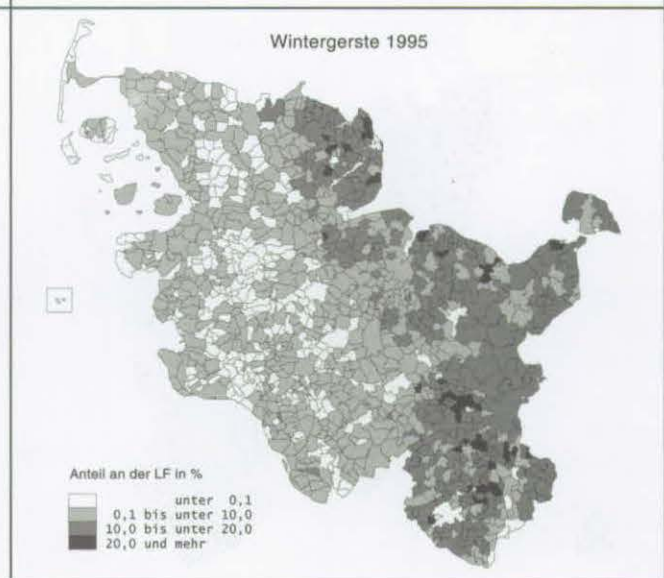 Wintergerste 1995
Anteil an der LF in %
unter 0,1
0,1 bis unter 10,0
10,0 bis unter 20,0
20,0 und mehr